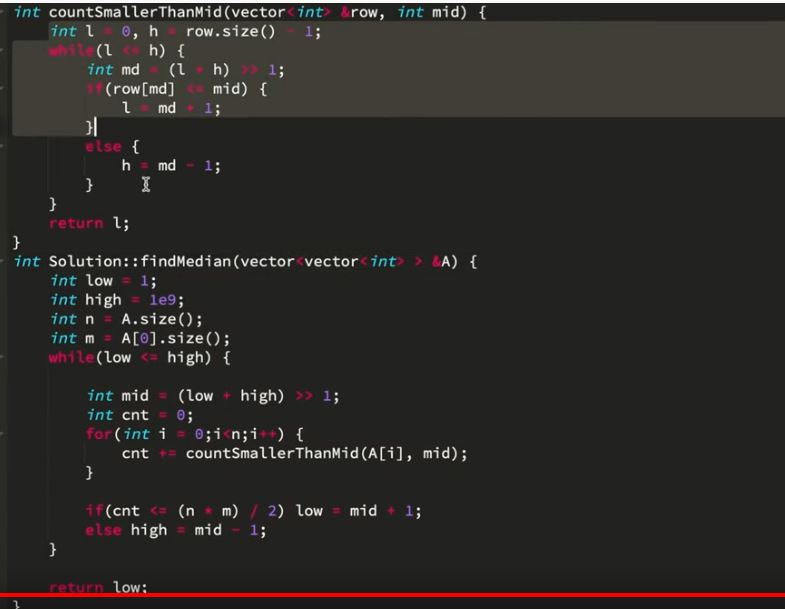 int countSmallerThanMid(vector<int> &row, int mid) {
    int l = 0, h = row.size() - 1;
    while(l <= h) {
        int md = (l + h) >> 1;
        if(row[md] <= mid) {
            l = md + 1;
        }
        else {
            h = md - 1;
        }
    }
    return l;
}
int Solution::findMedian(vector<vector<int> > &A) {
    int low = 1;
    int high = 1e9;
    int n = A.size();
    int m = A[0].size();
    while(low <= high) {
        int mid = (low + high) >> 1;
        int cnt = 0;
        for(int i = 0;i<n;i++) {
            cnt += countSmallerThanMid(A[i], mid);
        }
        if(cnt <= (n * m) / 2) low = mid + 1;
        else high = mid - 1;
    }
    return low;
}